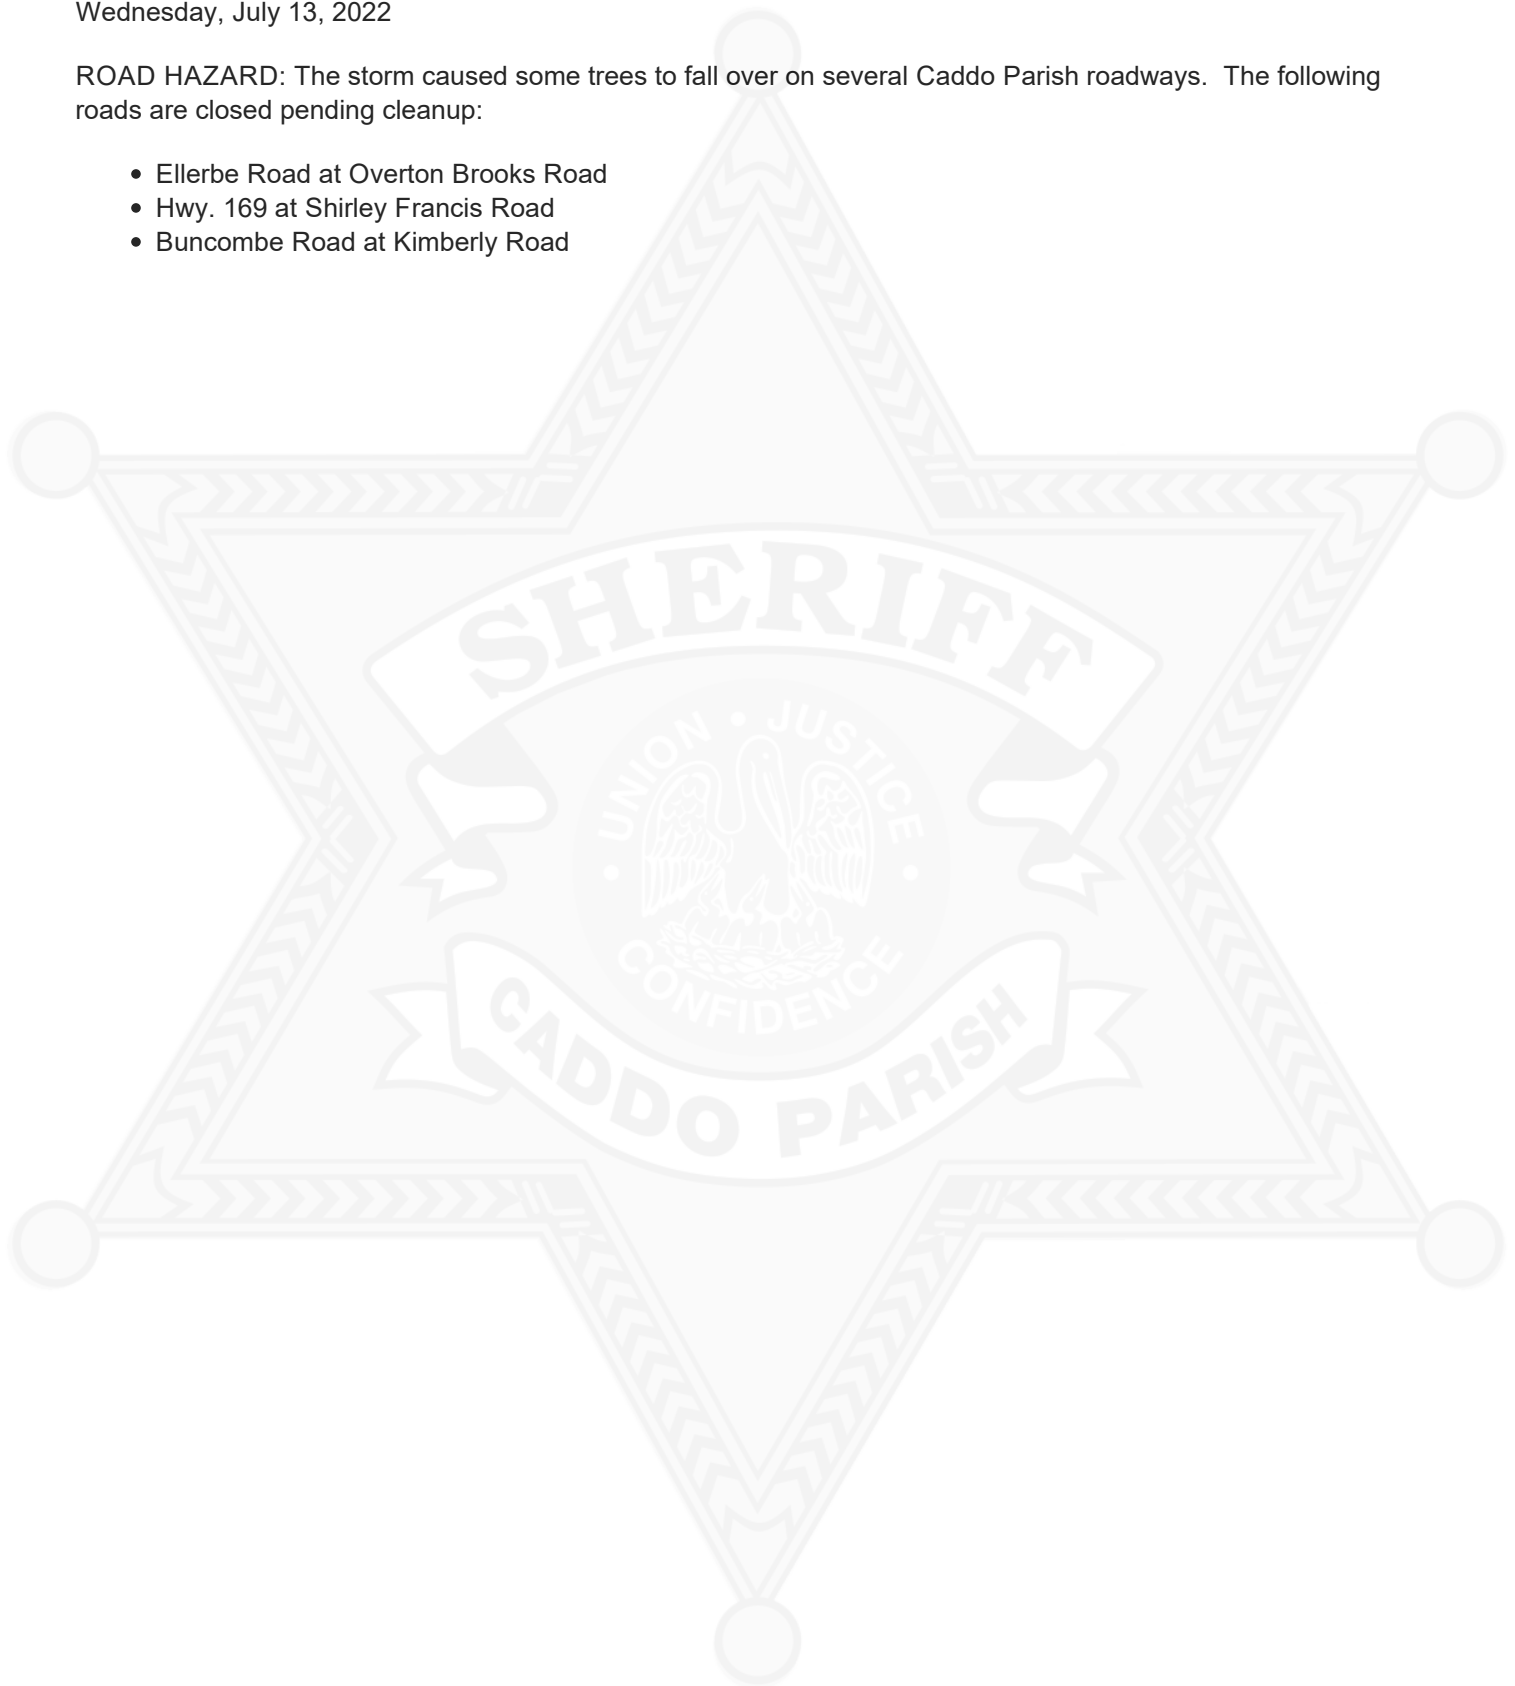 Wednesday, July 13, 2022
ROAD HAZARD: The storm caused some trees to fall over on several Caddo Parish roadways.  The following
roads are closed pending cleanup:
• Ellerbe Road at Overton Brooks Road
• Hwy. 169 at Shirley Francis Road
• Buncombe Road at Kimberly Road
SHERIFF
UNION • JUSTICE
• CONFIDENCE •
CADDO PARISH